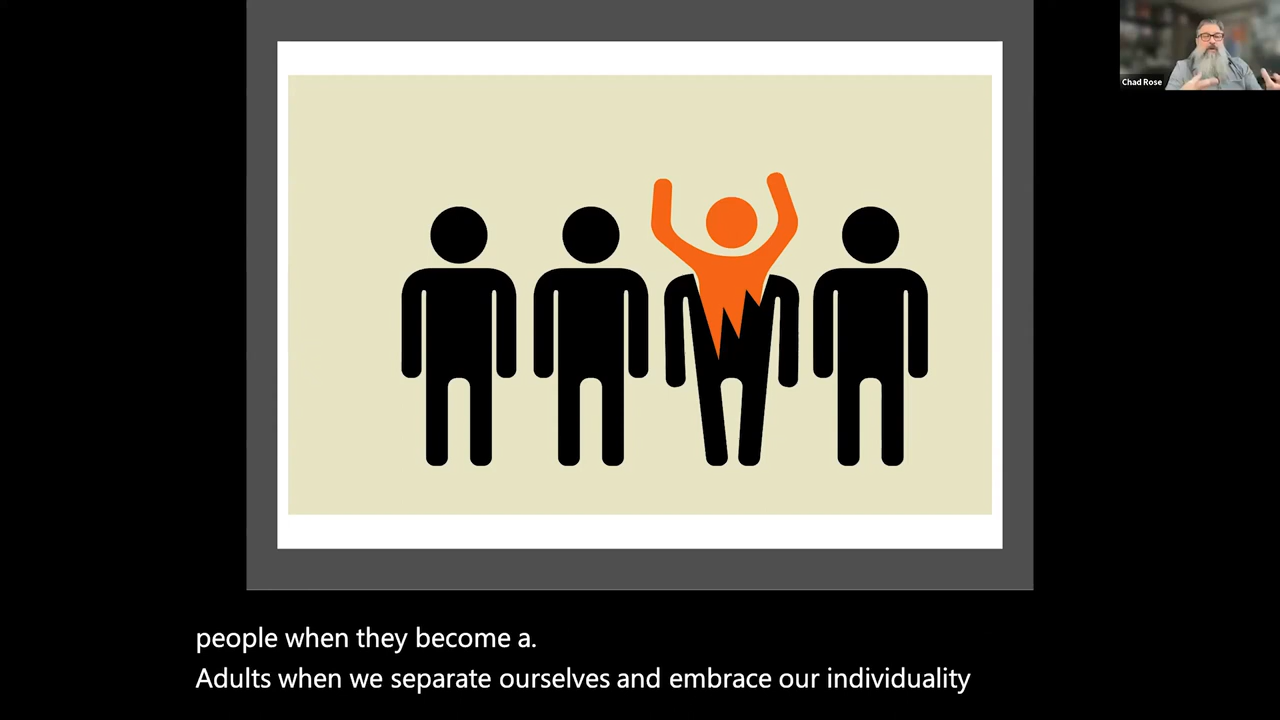 Chad Rose
people when they become a.
Adults when we separate ourselves and embrace our individuality